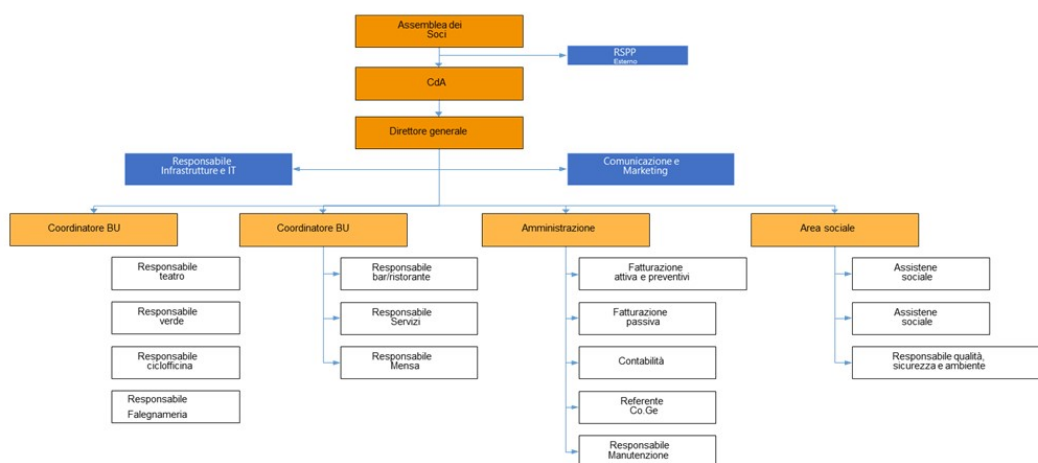 Assemblea dei
Soci
RSPP
Esterno
CdA
Direttore generale
Responsabile
Infrastrutture e IT
Comunicazione e
Marketing
Coordinatore BU
Coordinatore BU
Amministrazione
Area sociale
Responsabile
teatro
Responsabile
bar/ristorante
Fatturazione
attiva e preventivi
Assistene
sociale
Responsabile
verde
Responsabile
Servizi
Fatturazione
passiva
Assistene
sociale
Responsabile
ciclofficina
Responsabile
Mensa
Contabilità
Responsabile qualità,
sicurezza e ambiente
Responsabile
Falegnameria
Referente
Co.Ge
Responsabile
Manutenzione